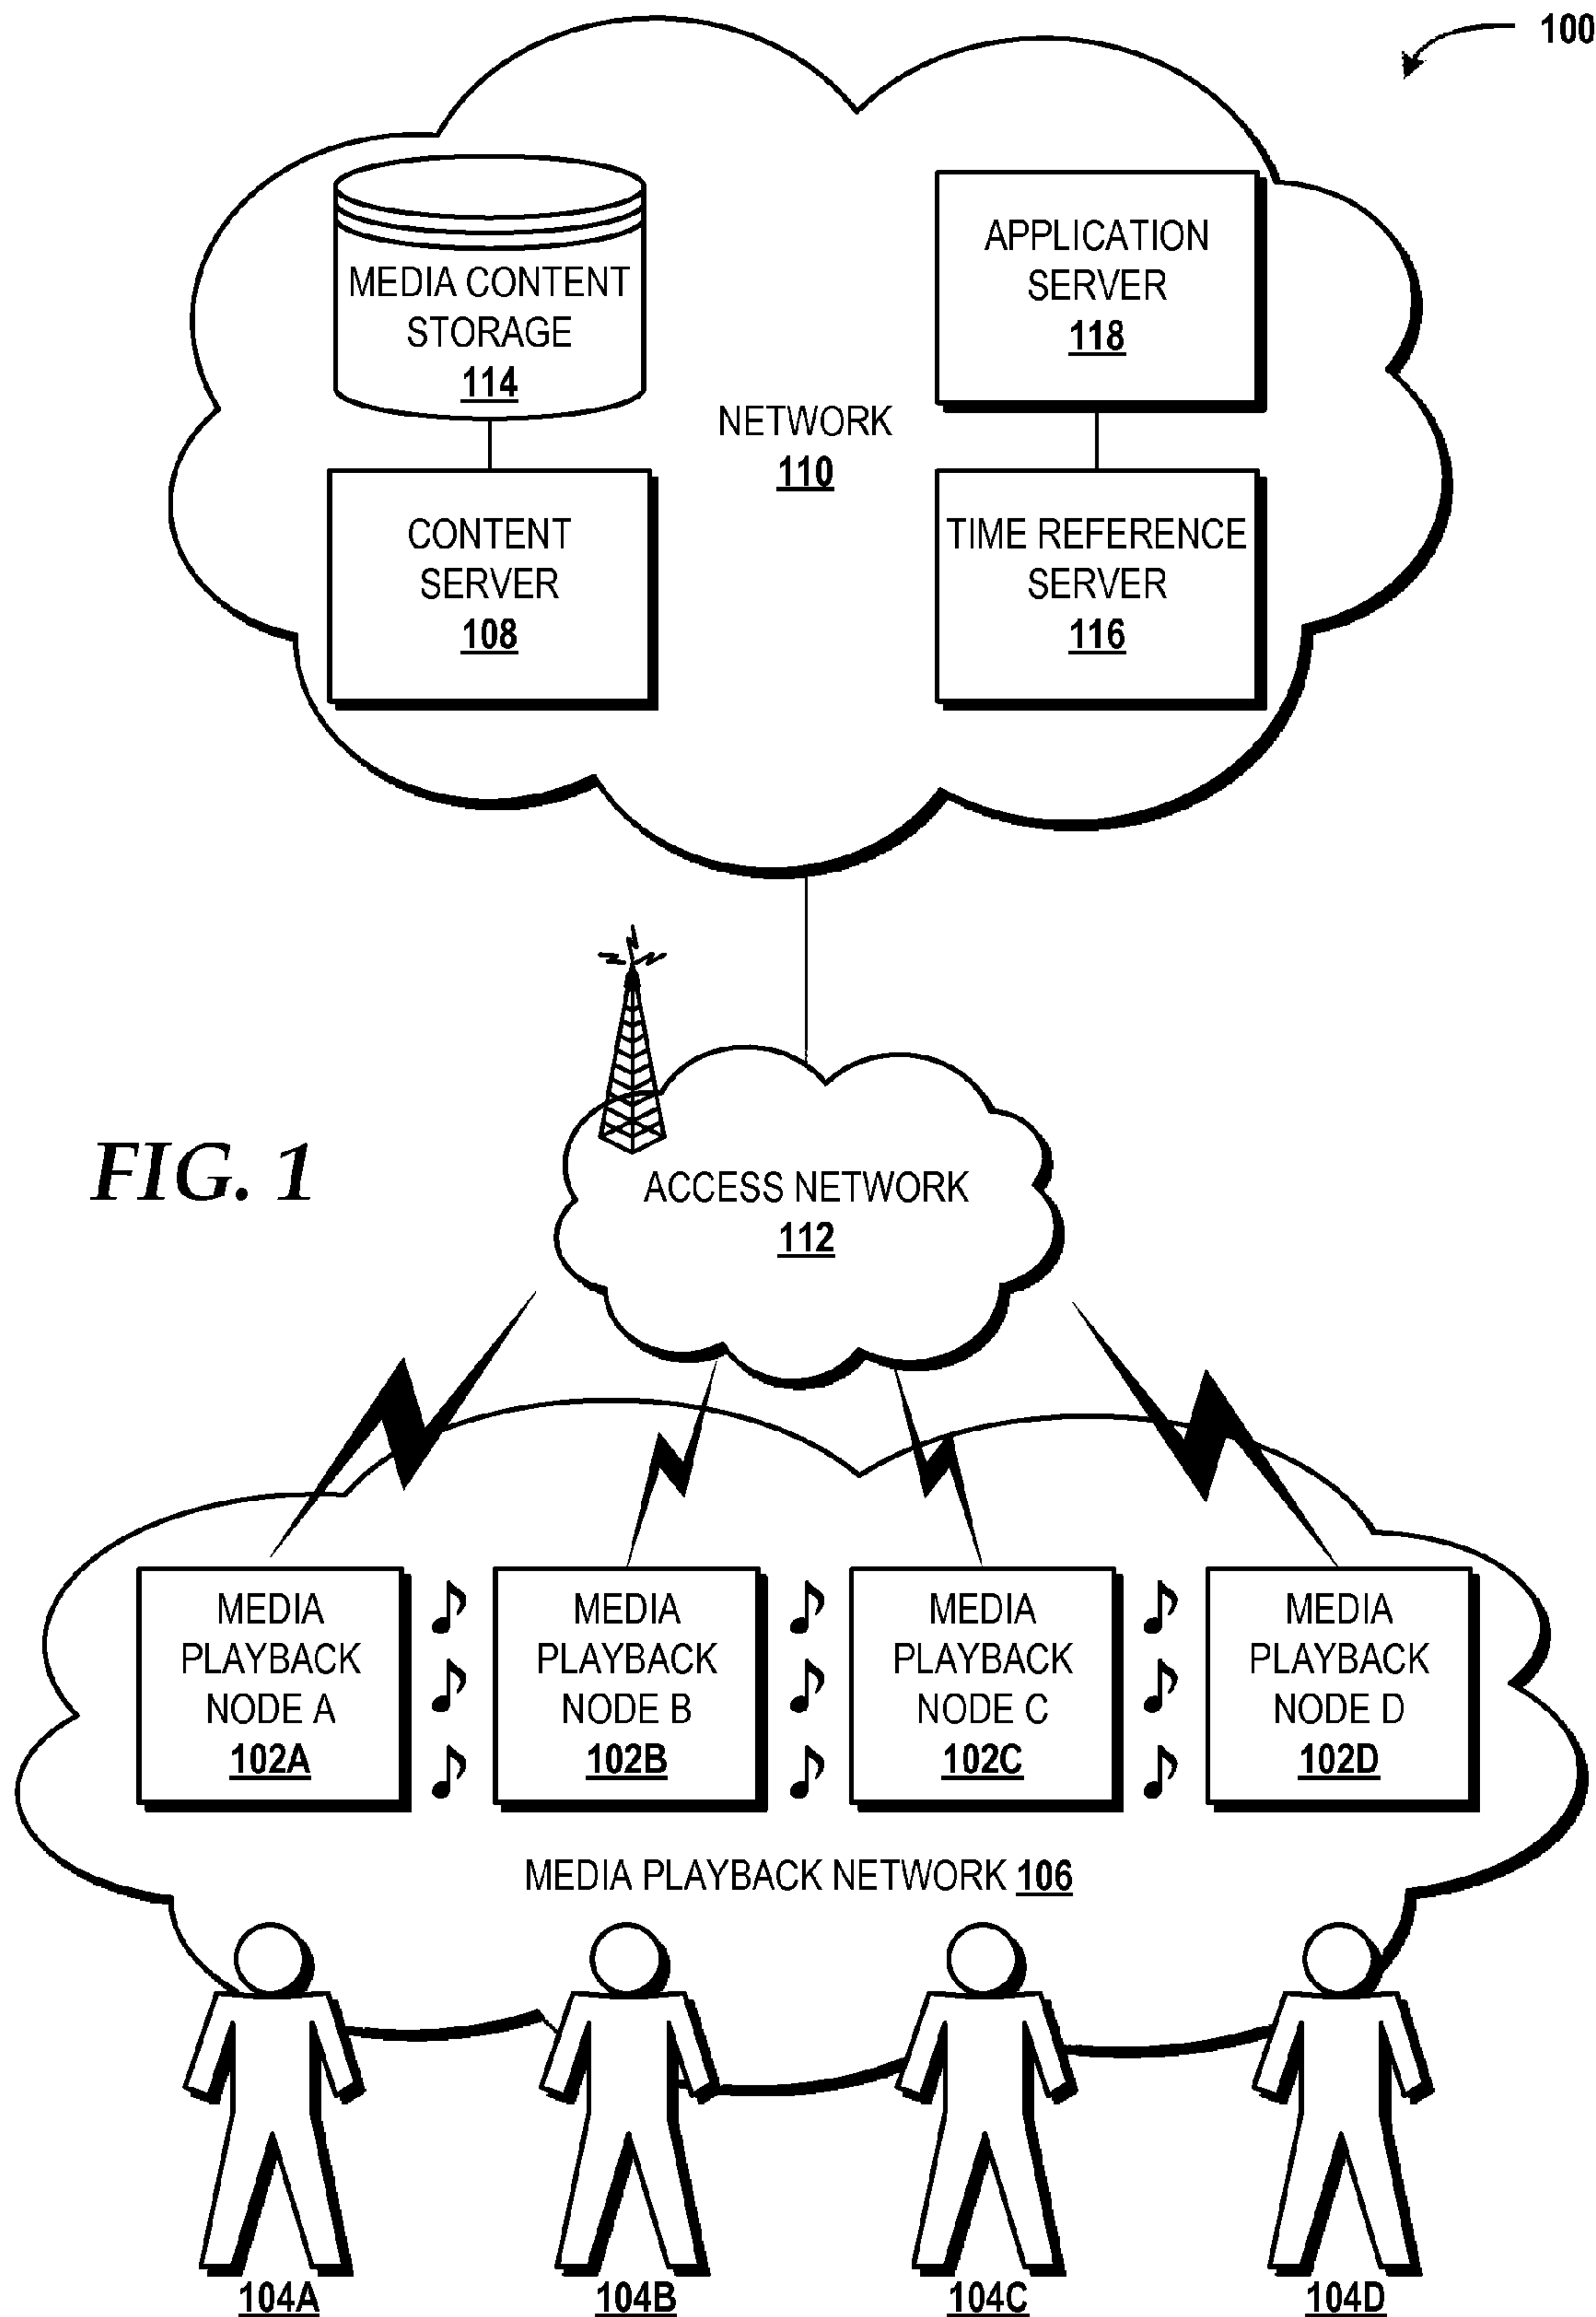 100
MEDIA CONTENT
STORAGE
114
APPLICATION
SERVER
118
NETWORK
110
CONTENT
SERVER
108
TIME REFERENCE
SERVER
116
FIG. 1
ACCESS NETWORK
112
MEDIA
PLAYBACK
NODE A
102A
MEDIA
PLAYBACK
NODE B
102B
MEDIA
PLAYBACK
NODE C
102C
MEDIA
PLAYBACK
NODE D
102D
MEDIA PLAYBACK NETWORK 106
104A
104B
104C
104D